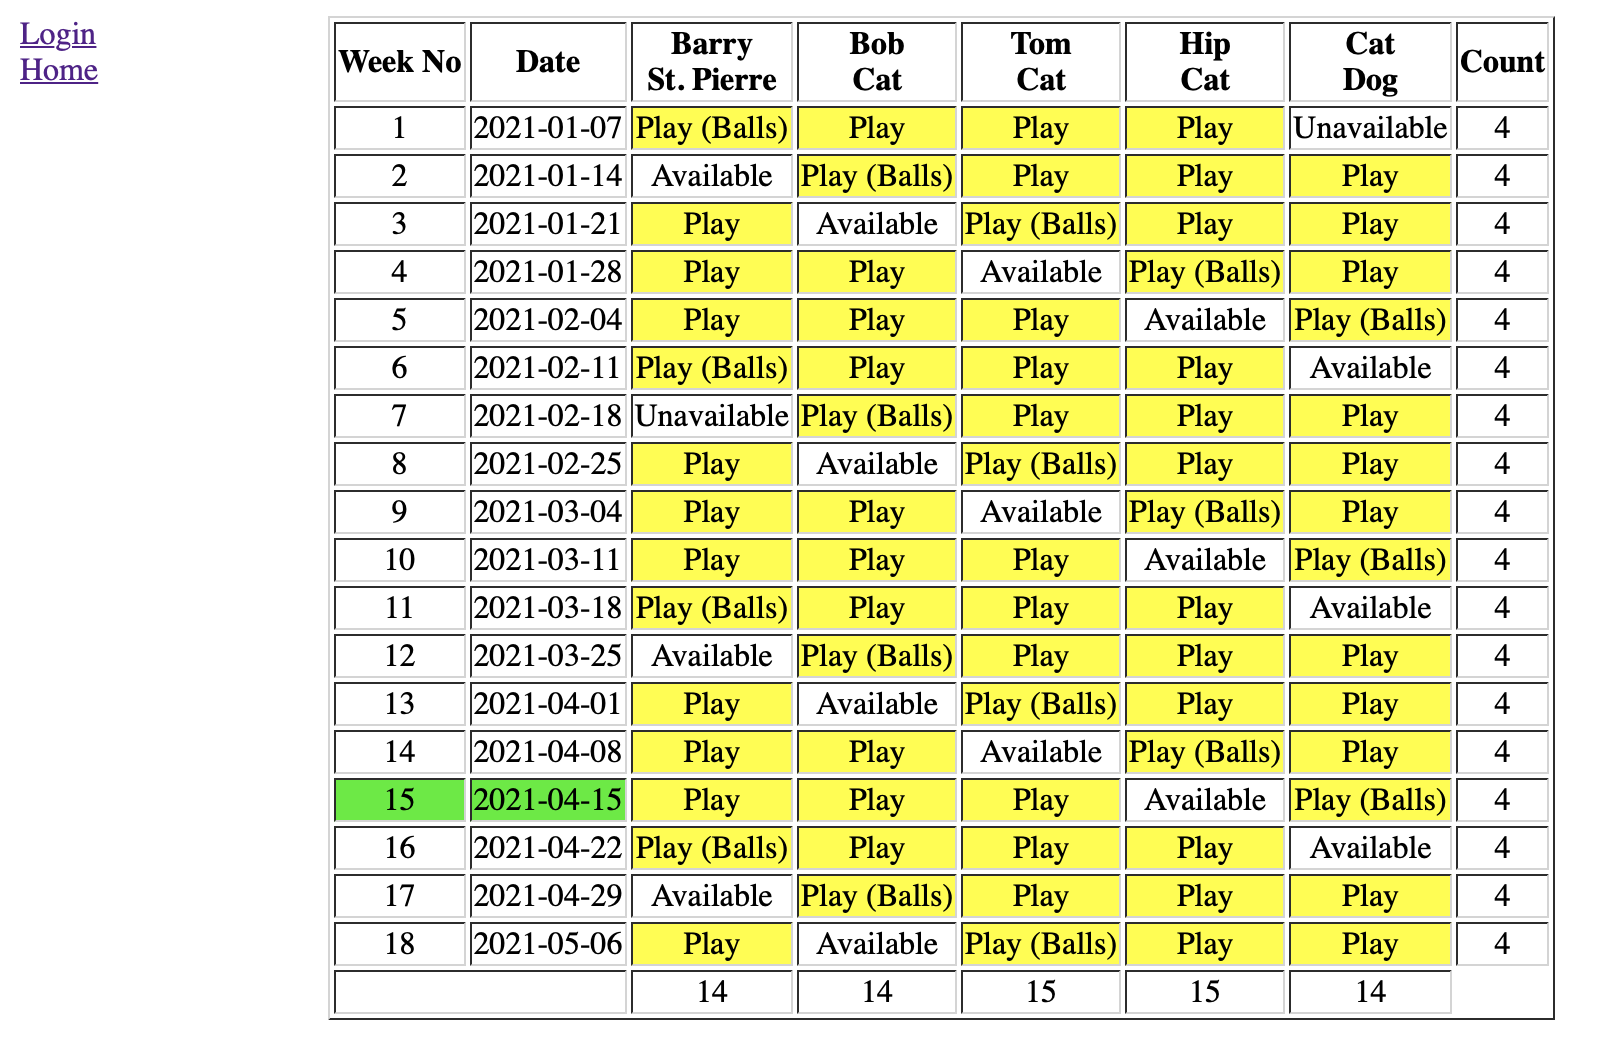 Login
Home
Week No Date Barry St. Pierre Bob Cat Tom Cat Hip Cat Cat Dog Count
1 2021-01-07 Play (Balls) Play Play Play Unavailable 4
2 2021-01-14 Available Play (Balls) Play Play Play 4
3 2021-01-21 Play Available Play (Balls) Play Play 4
4 2021-01-28 Play Play Available Play (Balls) Play 4
5 2021-02-04 Play Play Play Available Play (Balls) 4
6 2021-02-11 Play (Balls) Play Play Play Available 4
7 2021-02-18 Unavailable Play (Balls) Play Play Play 4
8 2021-02-25 Play Available Play (Balls) Play Play 4
9 2021-03-04 Play Play Available Play (Balls) Play 4
10 2021-03-11 Play Play Play Available Play (Balls) 4
11 2021-03-18 Play (Balls) Play Play Play Available 4
12 2021-03-25 Available Play (Balls) Play Play Play 4
13 2021-04-01 Play Available Play (Balls) Play Play 4
14 2021-04-08 Play Play Available Play (Balls) Play 4
15 2021-04-15 Play Play Play Available Play (Balls) 4
16 2021-04-22 Play (Balls) Play Play Play Available 4
17 2021-04-29 Available Play (Balls) Play Play Play 4
18 2021-05-06 Play Available Play (Balls) Play Play 4
14 14 15 15 14